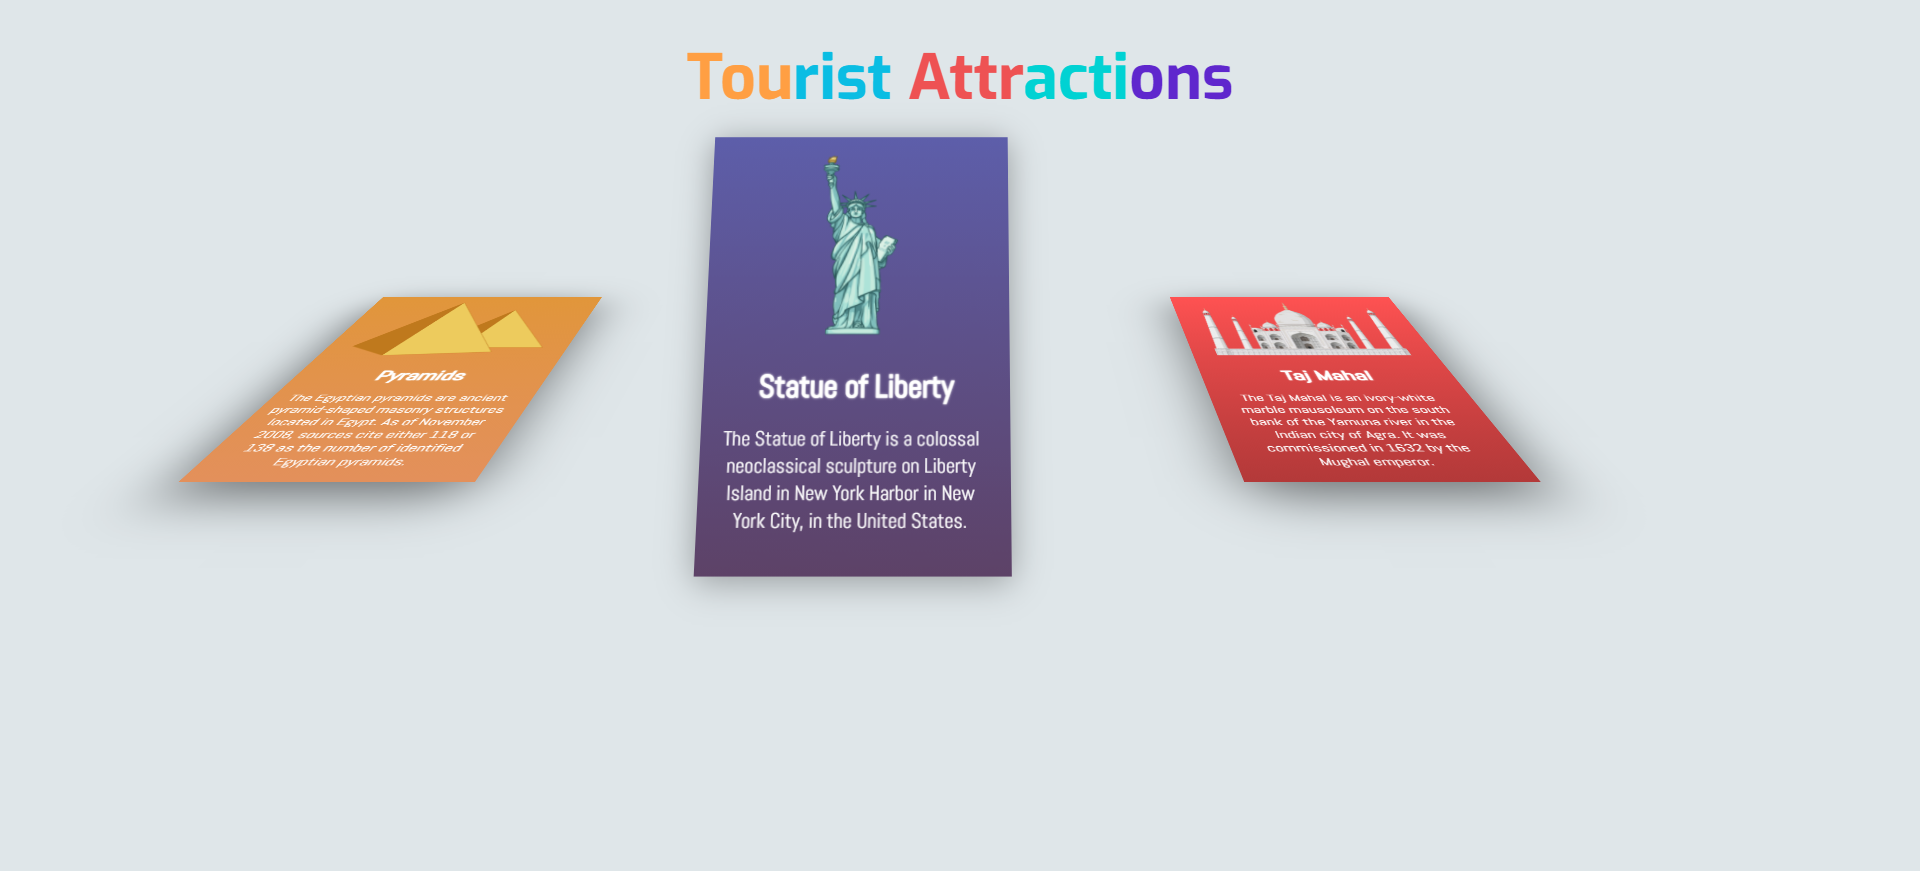 Tourist Attractions
Pyramids
The Egyptian pyramids are ancient
pyramid-shaped masonry structures
located in Egypt. As of November
2008, sources cite either 118 or
138 as the number of identified
Egyptian pyramids.
Statue of Liberty
The Statue of Liberty is a colossal
neoclassical sculpture on Liberty
Island in New York Harbor in New
York City, in the United States.
Taj Mahal
The Taj Mahal is an ivory-white
marble mausoleum on the south
bank of the Yamuna river in the
Indian city of Agra. It was
commissioned in 1632 by the
Mughal emperor.